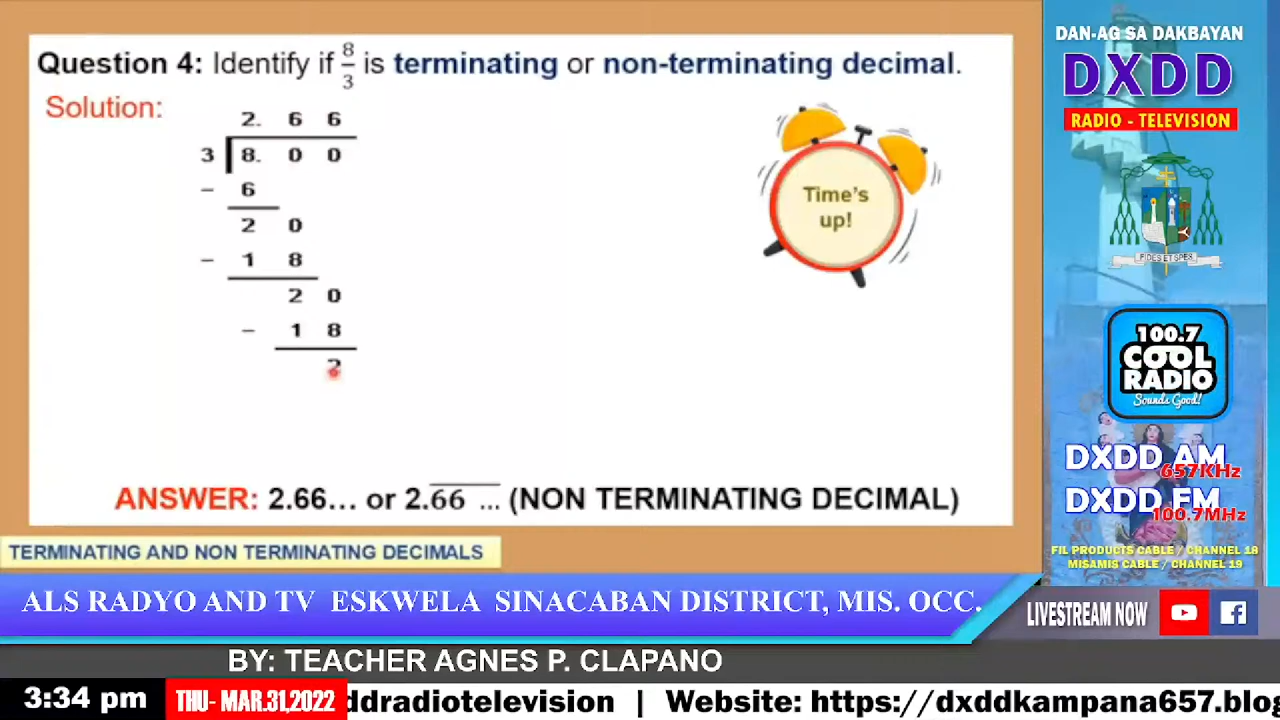 Question 4: Identify if 8/3 is terminating or non-terminating decimal.
Solution:
2. 6 6
3 8. 0 0
− 6
2 0
− 1 8
2 0
− 1 8
2
Time's
up!
ANSWER: 2.66… or 2.6̅6̅ ... (NON TERMINATING DECIMAL)
TERMINATING AND NON TERMINATING DECIMALS
ALS RADYO AND TV ESKWELA SINACABAN DISTRICT, MIS. OCC.
BY: TEACHER AGNES P. CLAPANO
3:34 pm THU- MAR.31,2022 ddradiotelevision | Website: https://dxddkampana657.blog
DAN-AG SA DAKBAYAN
DXDD
RADIO - TELEVISION
FIDES ET SPES
100.7
COOL
RADIO
Sounds Good!
DXDD AM
657KHz
DXDD FM
100.7MHz
FIL PRODUCTS CABLE / CHANNEL 18
MISAMIS CABLE / CHANNEL 19
LIVESTREAM NOW